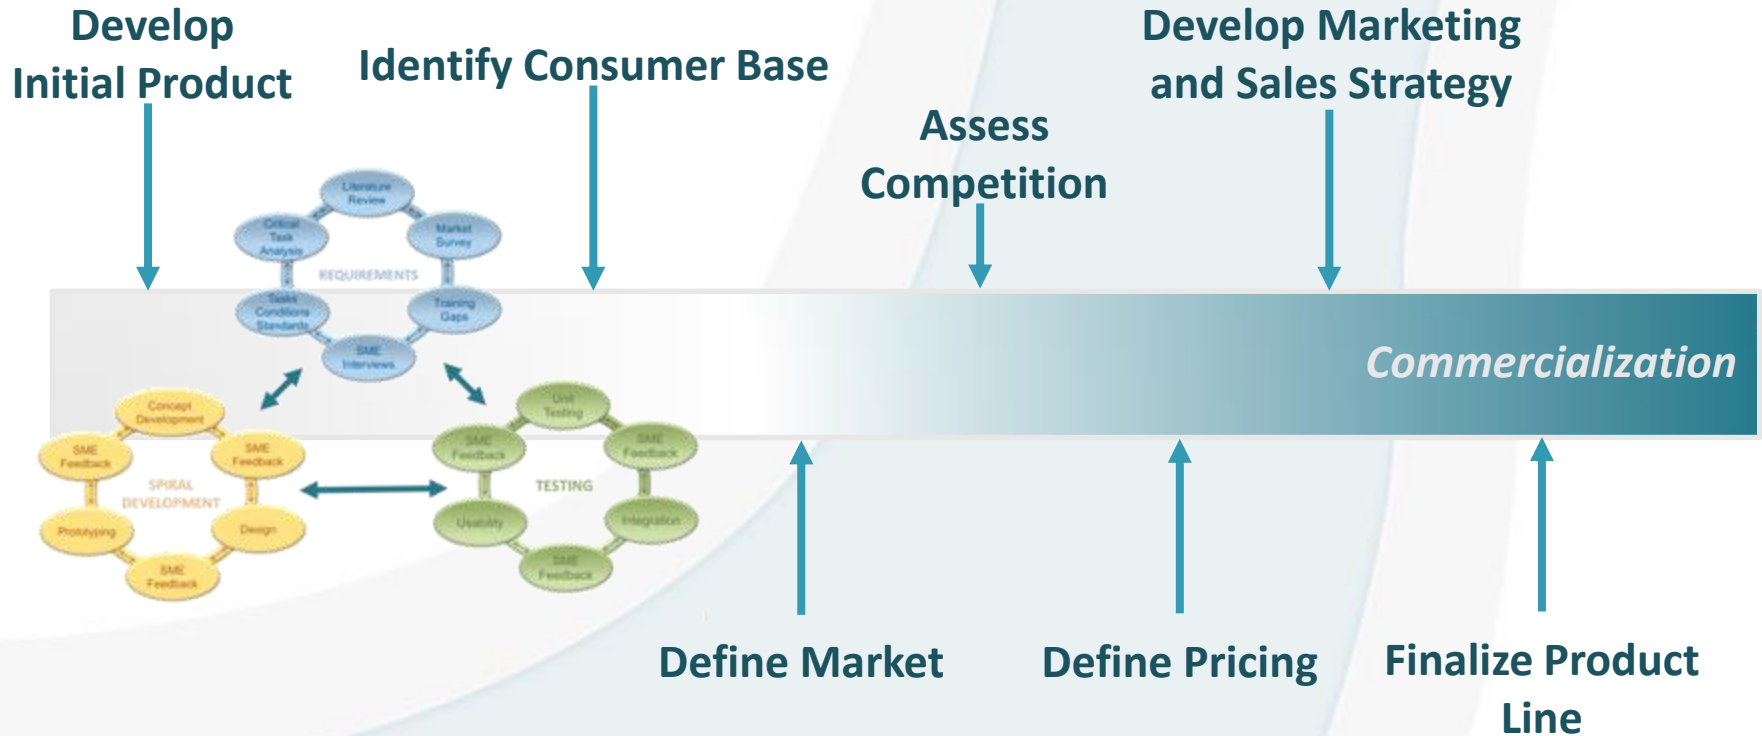 Develop
Initial Product
Identify Consumer Base
Assess
Competition
Develop Marketing
and Sales Strategy
Literature
Review
Critical
Task
Analysis
Market
Survey
REQUIREMENTS
Tasks
Conditions
Standards
Training
Gaps
SME
Interviews
Commercialization
Concept
Development
SME
Feedback
SME
Feedback
SPIRAL
DEVELOPMENT
Prototyping
Design
SME
Feedback
Unit
Testing
SME
Feedback
SME
Feedback
TESTING
Usability
Integration
SME
Feedback
Define Market
Define Pricing
Finalize Product
Line